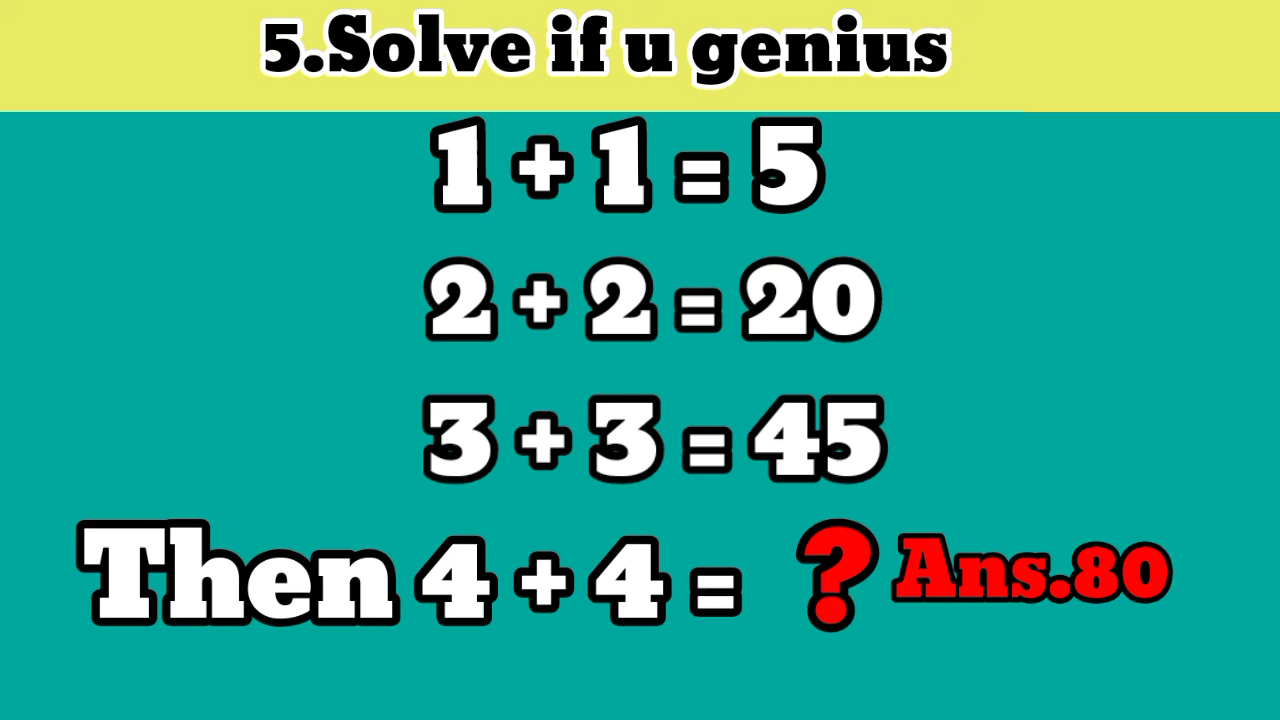 5.Solve if u genius
1 + 1 = 5
2 + 2 = 20
3 + 3 = 45
Then 4 + 4 = ? Ans.80